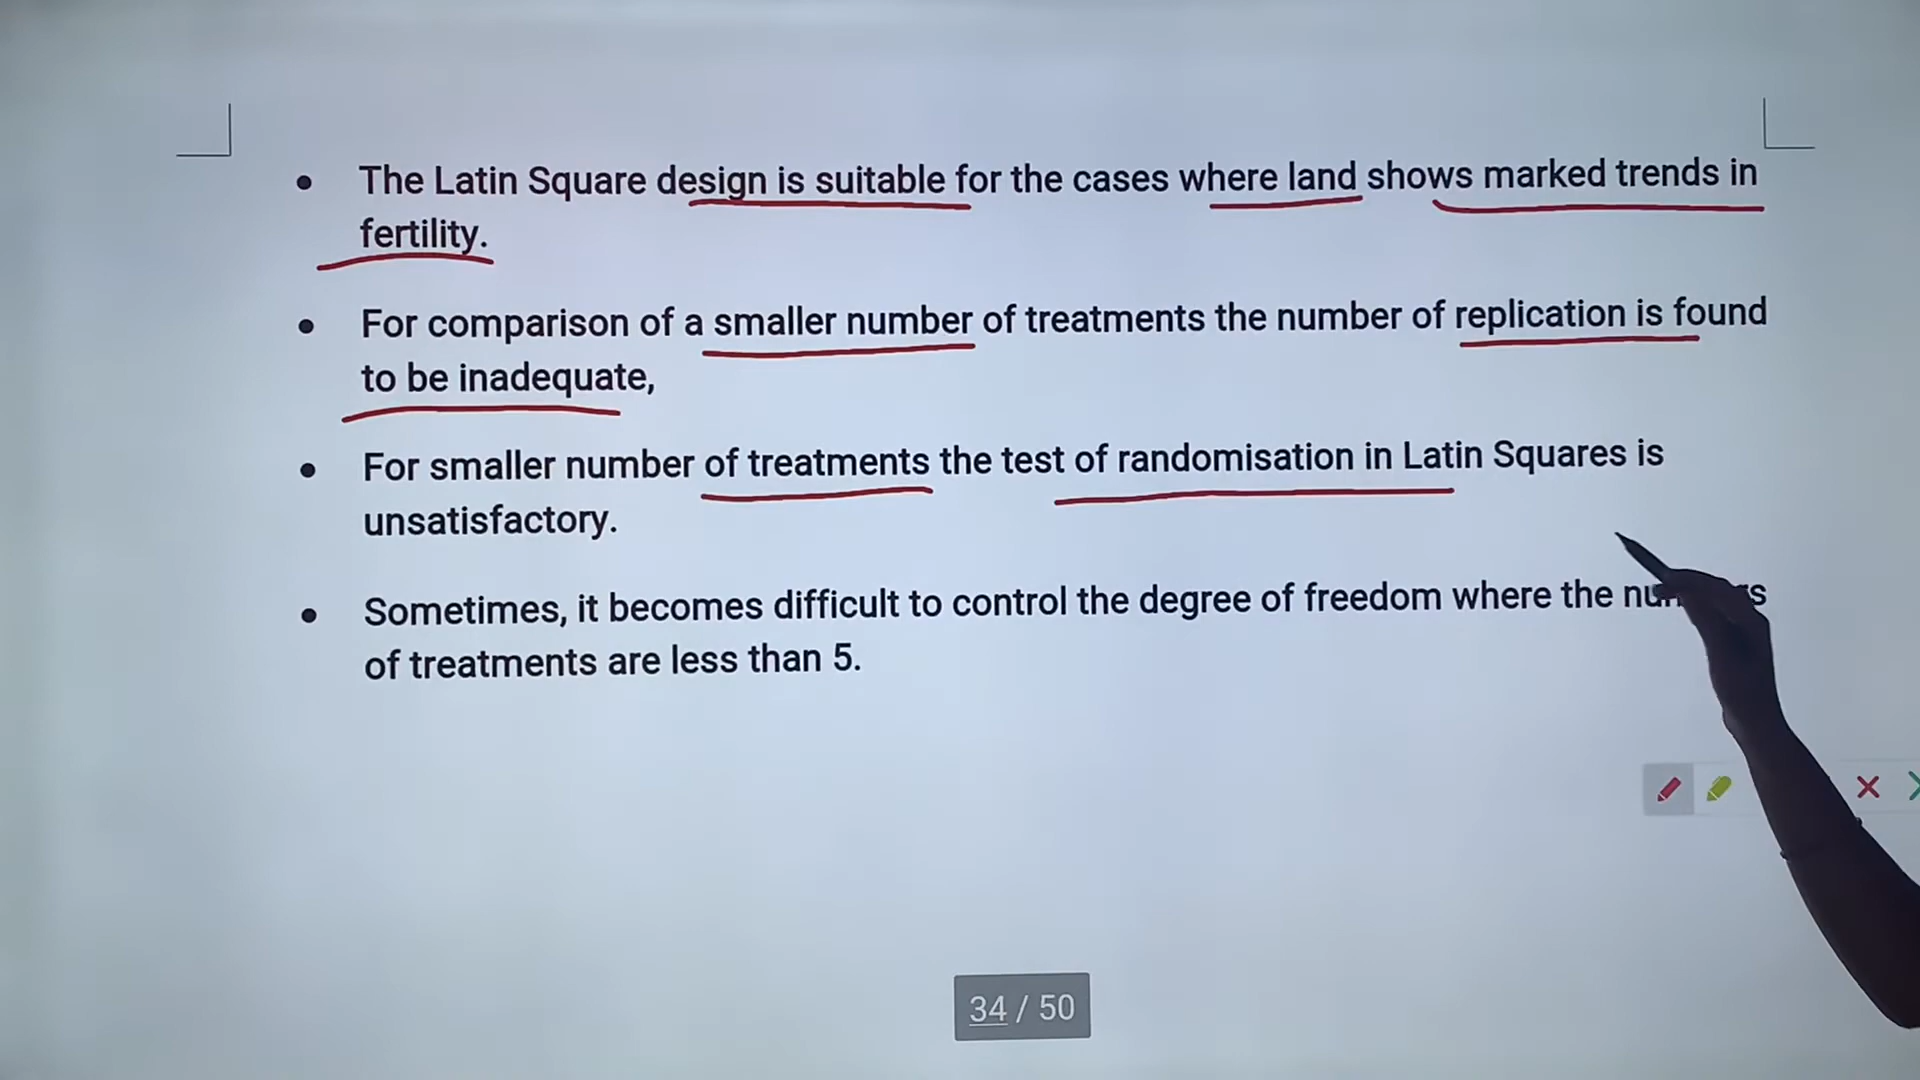 • The Latin Square design is suitable for the cases where land shows marked trends in
fertility.
• For comparison of a smaller number of treatments the number of replication is found
to be inadequate,
• For smaller number of treatments the test of randomisation in Latin Squares is
unsatisfactory.
• Sometimes, it becomes difficult to control the degree of freedom where the
of treatments are less than 5.
34 / 50